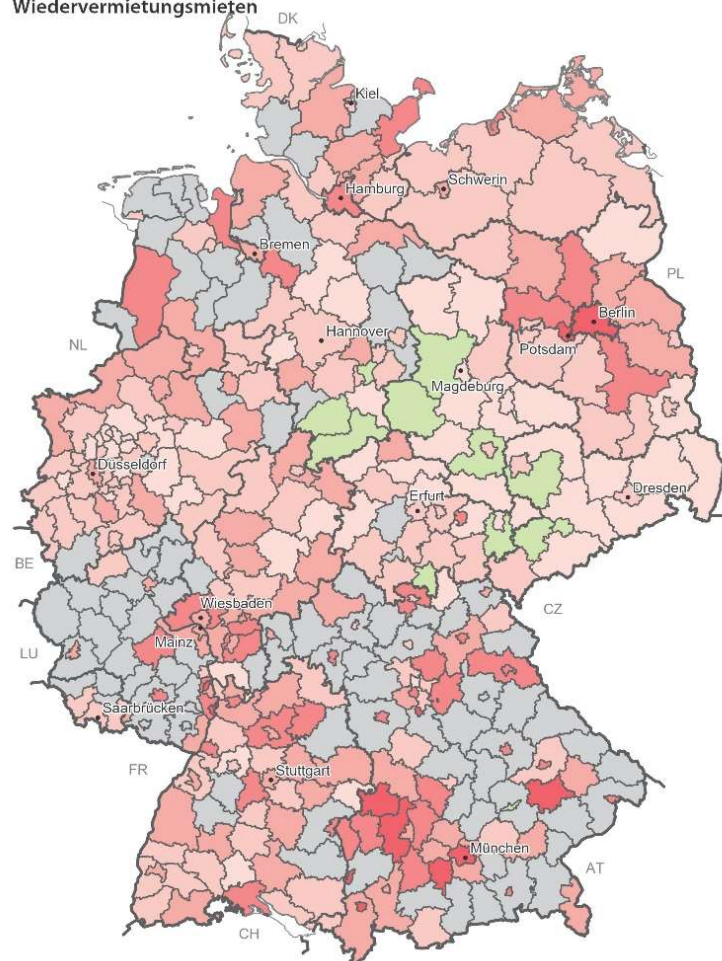 Wiedervermietungsmieten
DK
Kiel
Hamburg
Schwerin
Bremen
PL
Berlin
Hannover
NL
Potsdam
Magdeburg
Düsseldorf
Dresden
Erfurt
BE
Wiesbaden
CZ
LU
Mainz
Saarbrücken
FR
Stuttgart
München
AT
CH